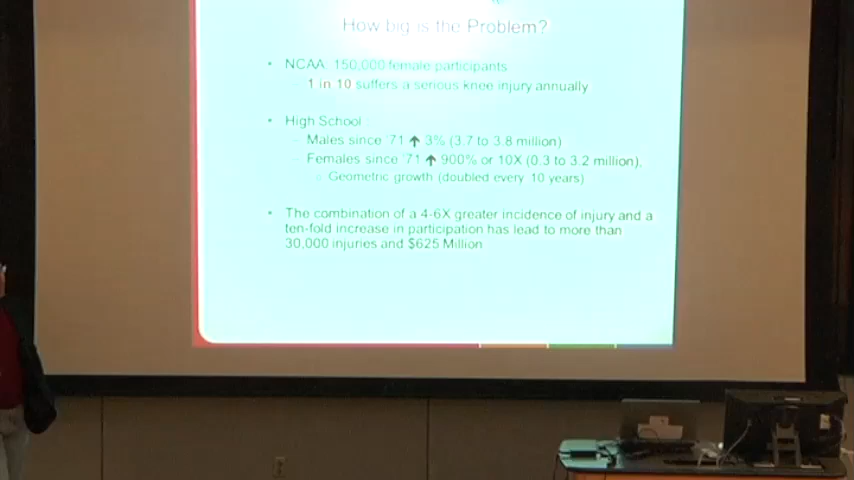 How big is the Problem?
• NCAA: 150,000 female participants
– 1 in 10 suffers a serious knee injury annually
• High School :
– Males since '71 ↑ 3% (3.7 to 3.8 million)
– Females since '71 ↑ 900% or 10X (0.3 to 3.2 million),
○ Geometric growth (doubled every 10 years)
• The combination of a 4-6X greater incidence of injury and a
ten-fold increase in participation has lead to more than
30,000 injuries and $625 Million